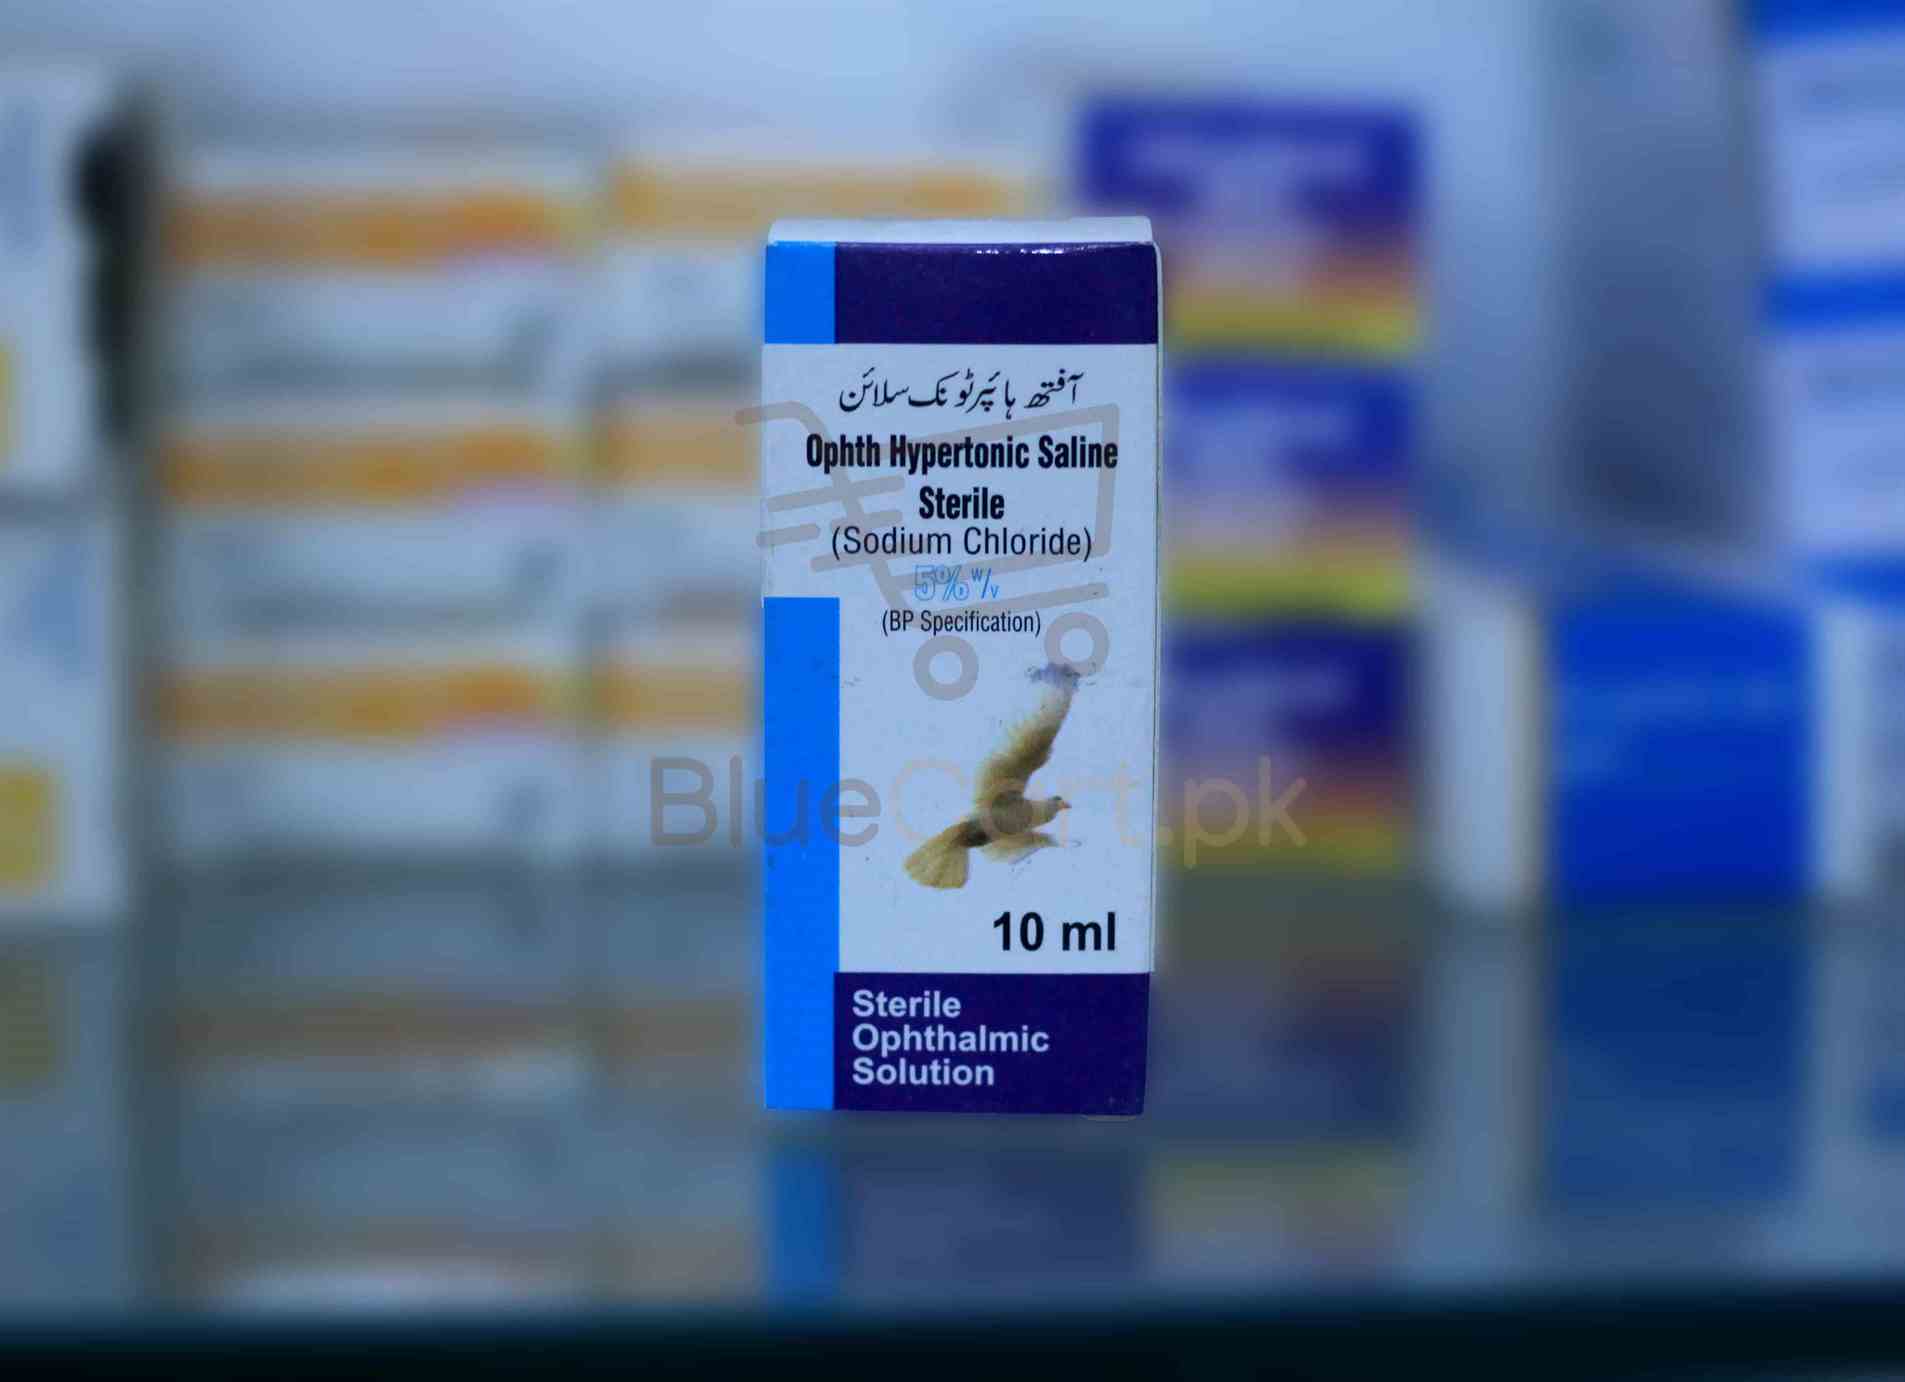 آفتھ ہائپرٹونک سلائن
Ophth Hypertonic Saline
Sterile
(Sodium Chloride)
5% w/v
(BP Specification)
BlueCart.pk
10 ml
Sterile
Ophthalmic
Solution